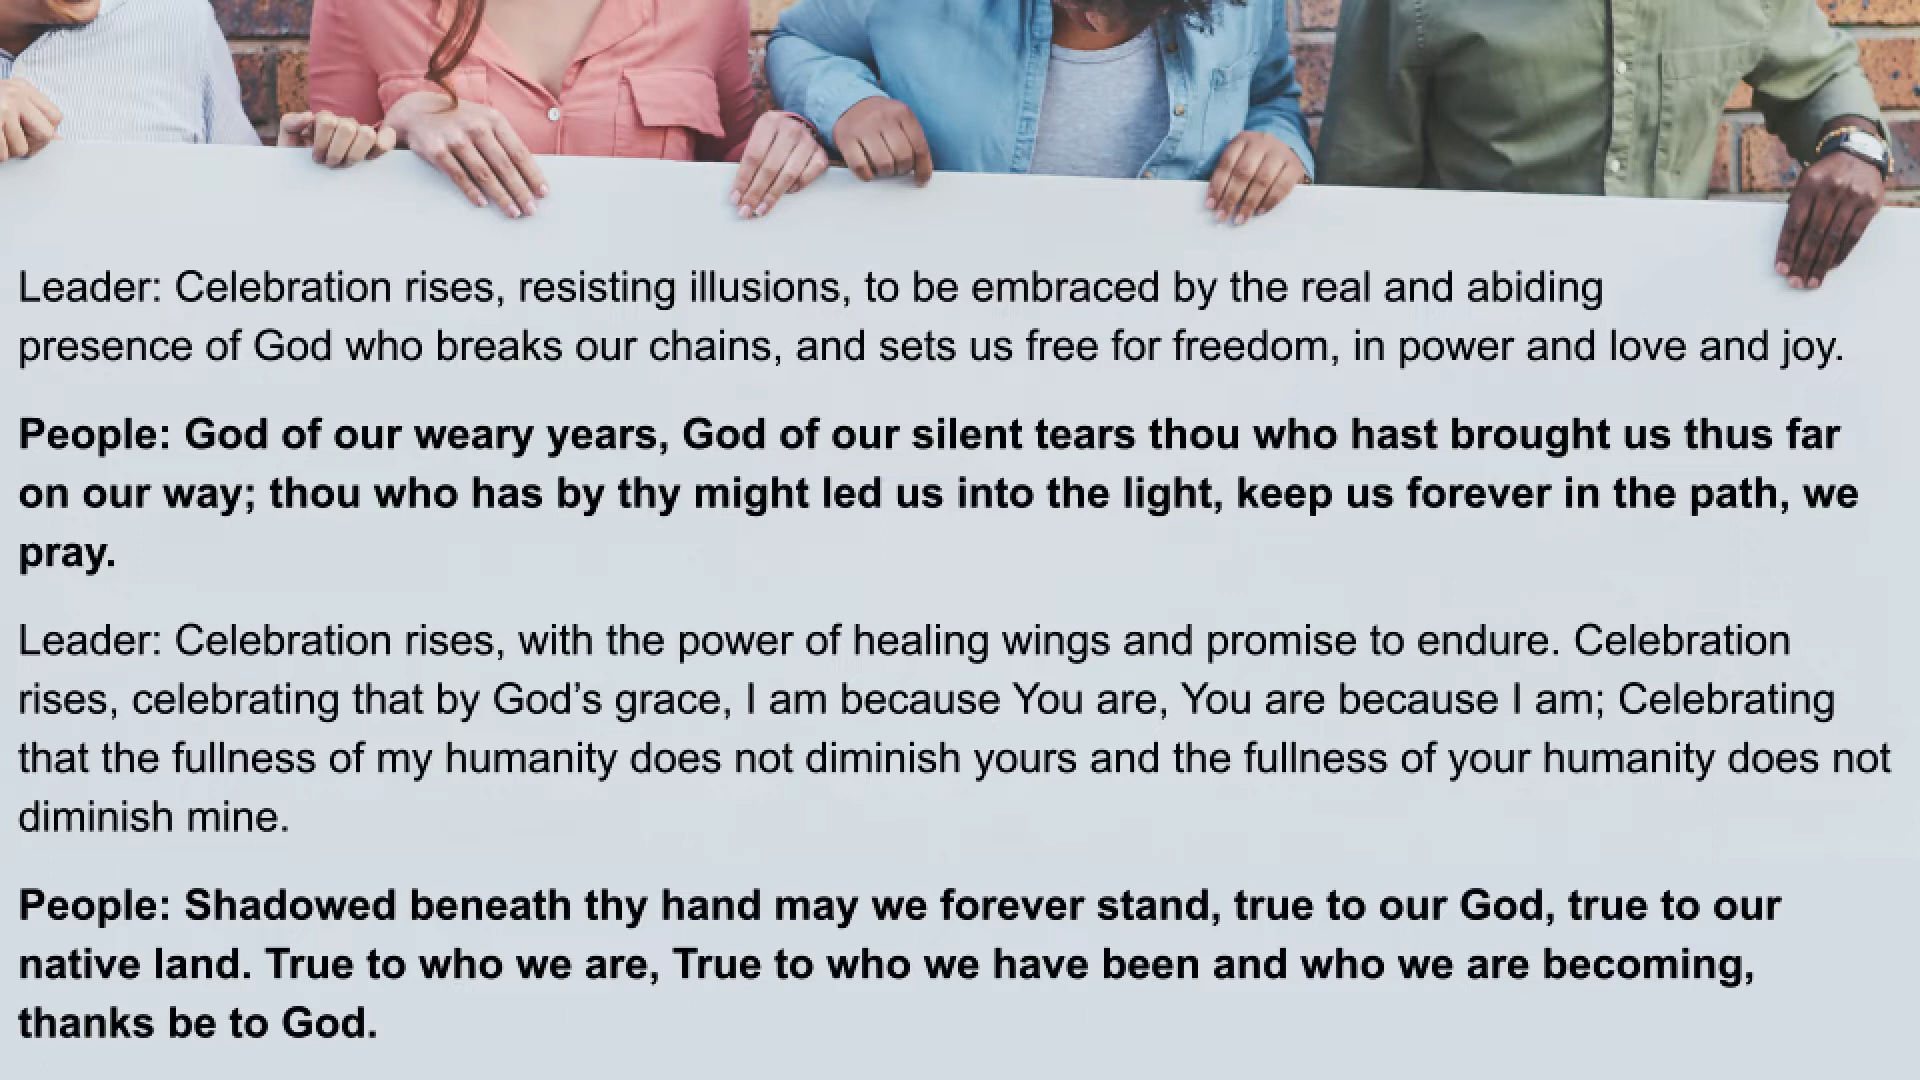 Leader: Celebration rises, resisting illusions, to be embraced by the real and abiding
presence of God who breaks our chains, and sets us free for freedom, in power and love and joy.
People: God of our weary years, God of our silent tears thou who hast brought us thus far
on our way; thou who has by thy might led us into the light, keep us forever in the path, we
pray.
Leader: Celebration rises, with the power of healing wings and promise to endure. Celebration
rises, celebrating that by God’s grace, I am because You are, You are because I am; Celebrating
that the fullness of my humanity does not diminish yours and the fullness of your humanity does not
diminish mine.
People: Shadowed beneath thy hand may we forever stand, true to our God, true to our
native land. True to who we are, True to who we have been and who we are becoming,
thanks be to God.